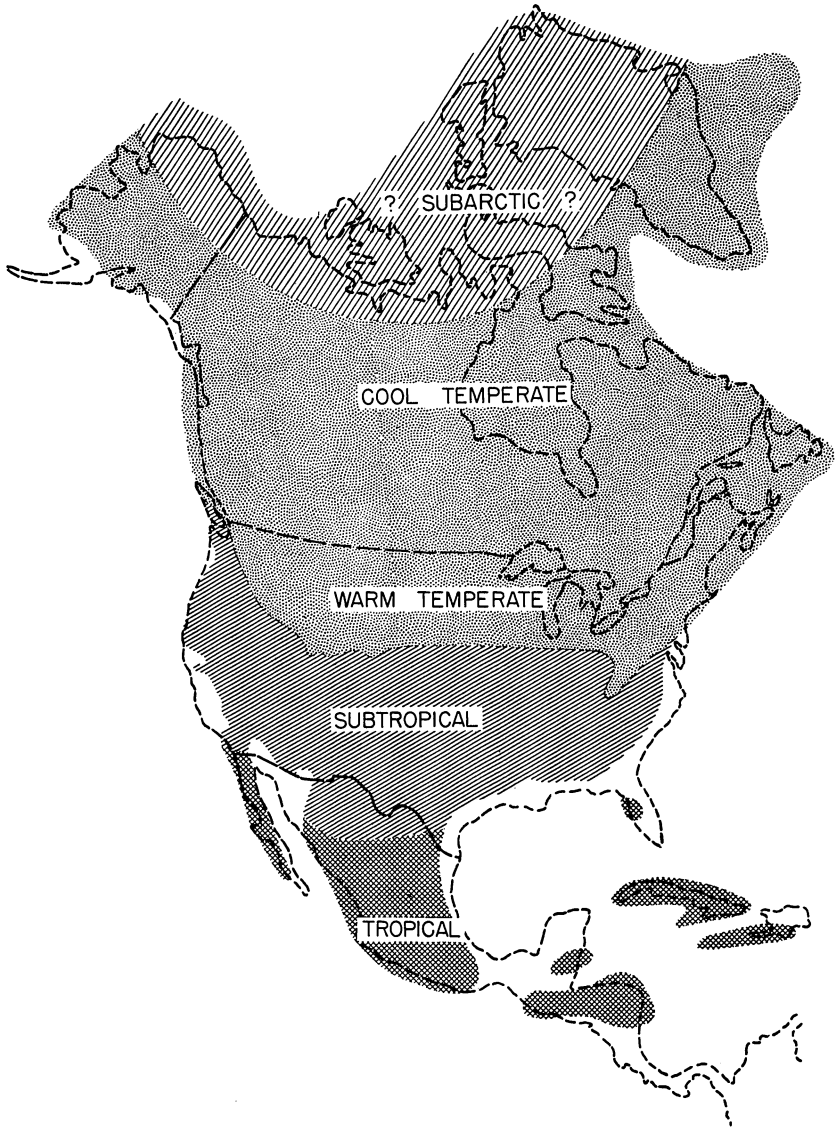 ? SUBARCTIC ?
COOL TEMPERATE
WARM TEMPERATE
SUBTROPICAL
TROPICAL